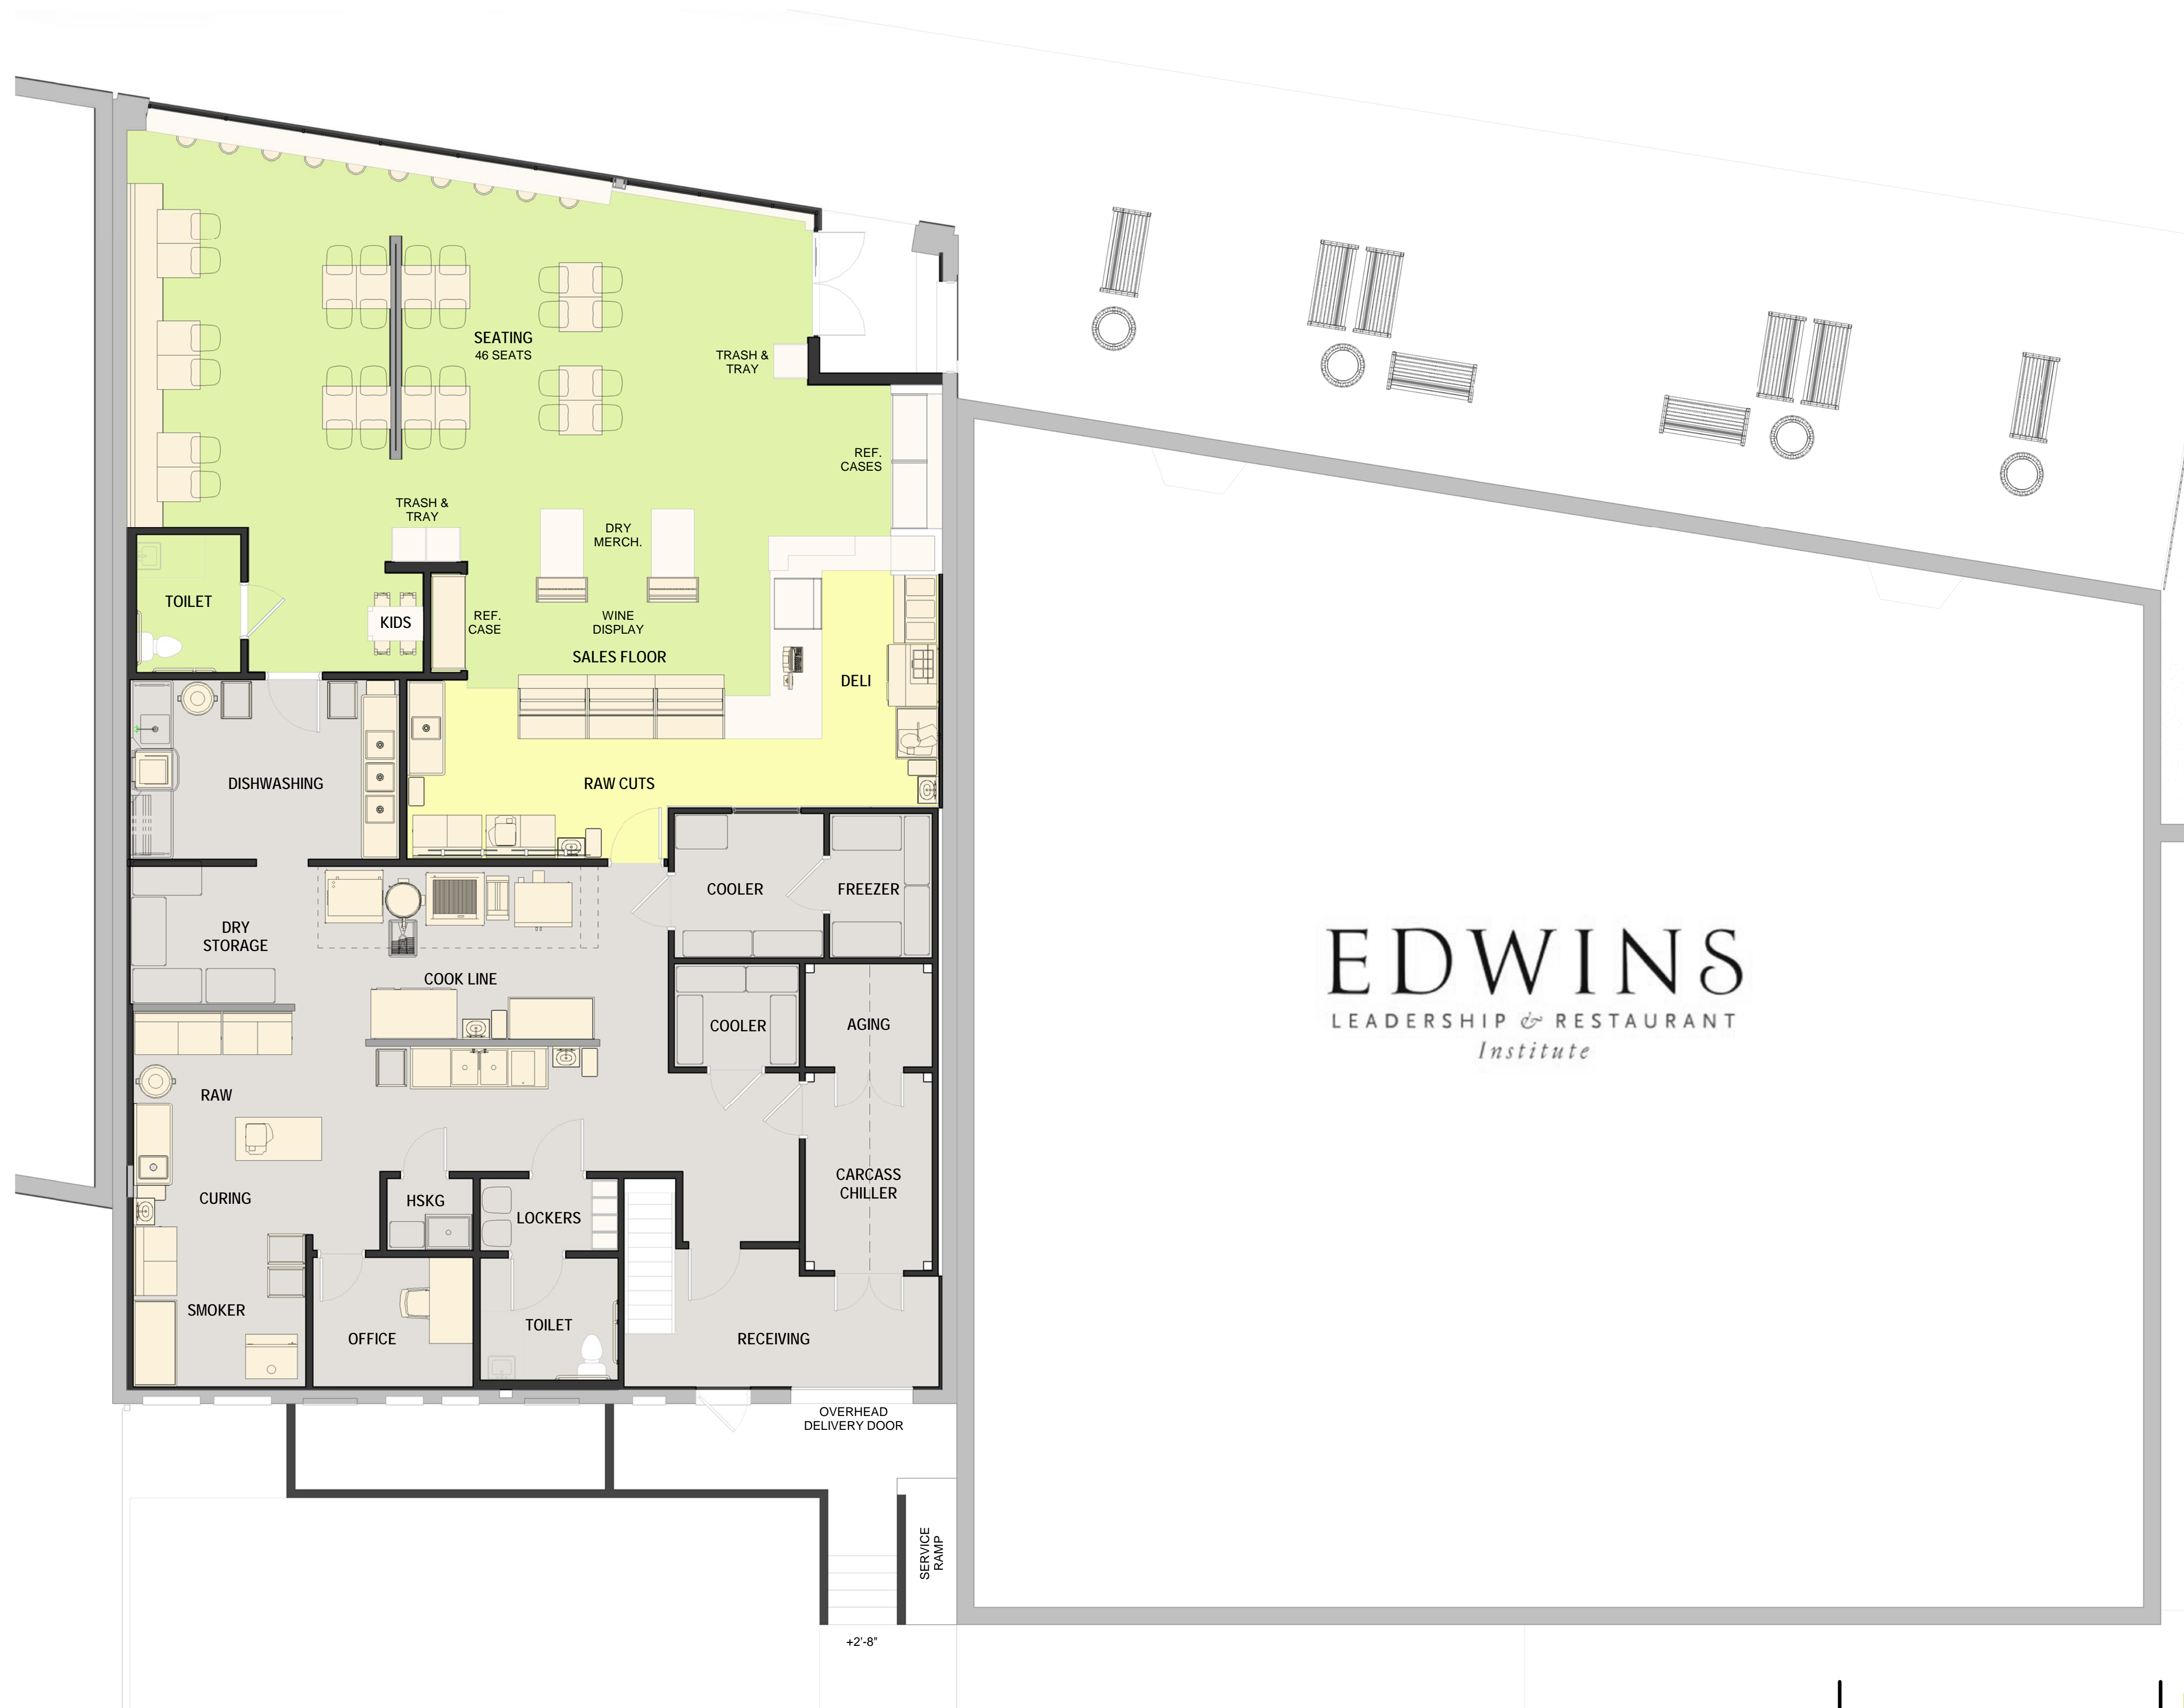 SEATING
46 SEATS
TRASH &
TRAY
REF.
CASES
TRASH &
TRAY
DRY
MERCH.
TOILET
KIDS
REF.
CASE
WINE
DISPLAY
SALES FLOOR
DELI
DISHWASHING
RAW CUTS
COOLER
FREEZER
DRY
STORAGE
COOK LINE
COOLER
AGING
EDWINS
LEADERSHIP & RESTAURANT
Institute
RAW
CURING
HSKG
LOCKERS
CARCASS
CHILLER
SMOKER
OFFICE
TOILET
RECEIVING
OVERHEAD
DELIVERY DOOR
SERVICE
RAMP
+2'-8"